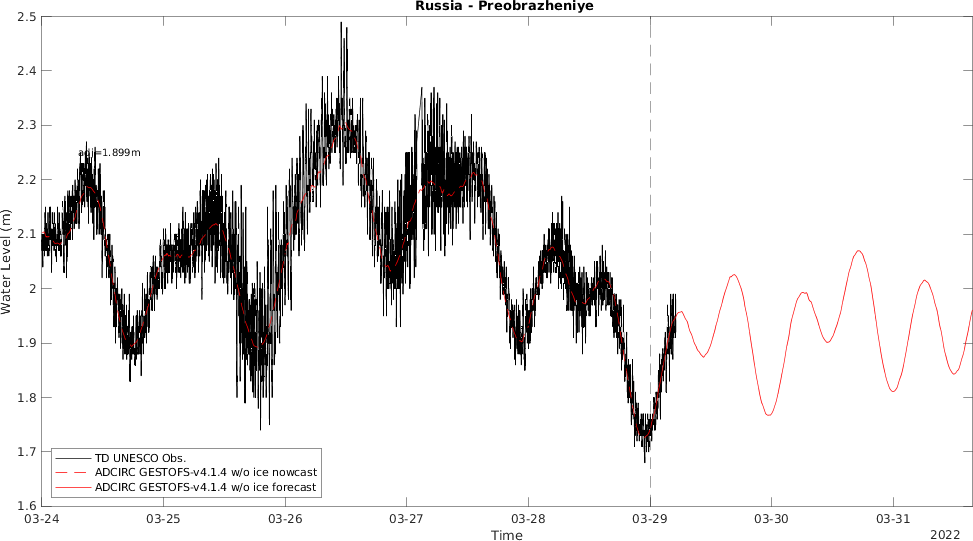 Russia - Preobrazheniye
2.5
2.4
2.3
2.2
2.1
2
1.9
1.8
1.7
1.6
Water Level (m)
adj=1.899m
TD UNESCO Obs.
ADCIRC GESTOFS-v4.1.4 w/o ice nowcast
ADCIRC GESTOFS-v4.1.4 w/o ice forecast
03-24 03-25 03-26 03-27 03-28 03-29 03-30 03-31
Time
2022